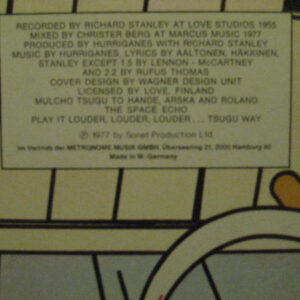 RECORDED BY RICHARD STANLEY AT LOVE STUDIOS 1955
MIXED BY CHRISTER BERG AT MARCUS MUSIC 1977
PRODUCED BY HURRIGANES WITH RICHARD STANLEY
MUSIC BY HURRIGANES, LYRICS BY AALTONEN, HÄKKINEN,
STANLEY EXCEPT 1.5 BY LENNON - McCARTNEY
AND 2.2 BY RUFUS THOMAS
COVER DESIGN BY WAGNER DESIGN UNIT
LICENSED BY LOVE, FINLAND
MULCHO TSUGU TO HANDE, ARSKA AND ROLAND
THE SPACE ECHO
PLAY IT LOUDER, LOUDER, LOUDER ... TSUGU WAY
℗ 1977 by Sonet Production Ltd.
Im Vertrieb der METRONOME MUSIK GMBH, Überseering 21, 2000 Hamburg 60
Made in W.-Germany